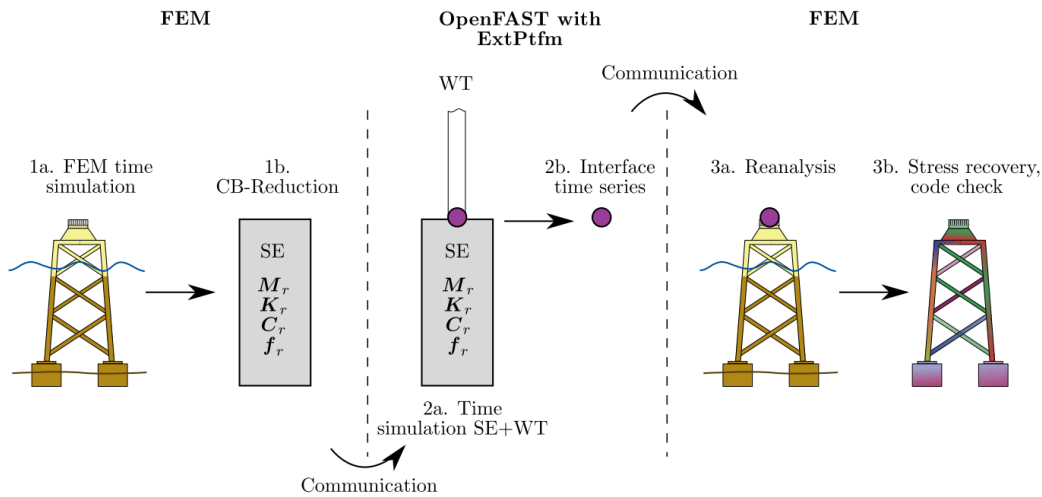 FEM
OpenFAST with
ExtPtfm
FEM
Communication
WT
1a. FEM time
simulation
1b.
CB-Reduction
2b. Interface
time series
3a. Reanalysis
3b. Stress recovery,
code check
SE
M_r
K_r
C_r
f_r
SE
M_r
K_r
C_r
f_r
2a. Time
simulation SE+WT
Communication